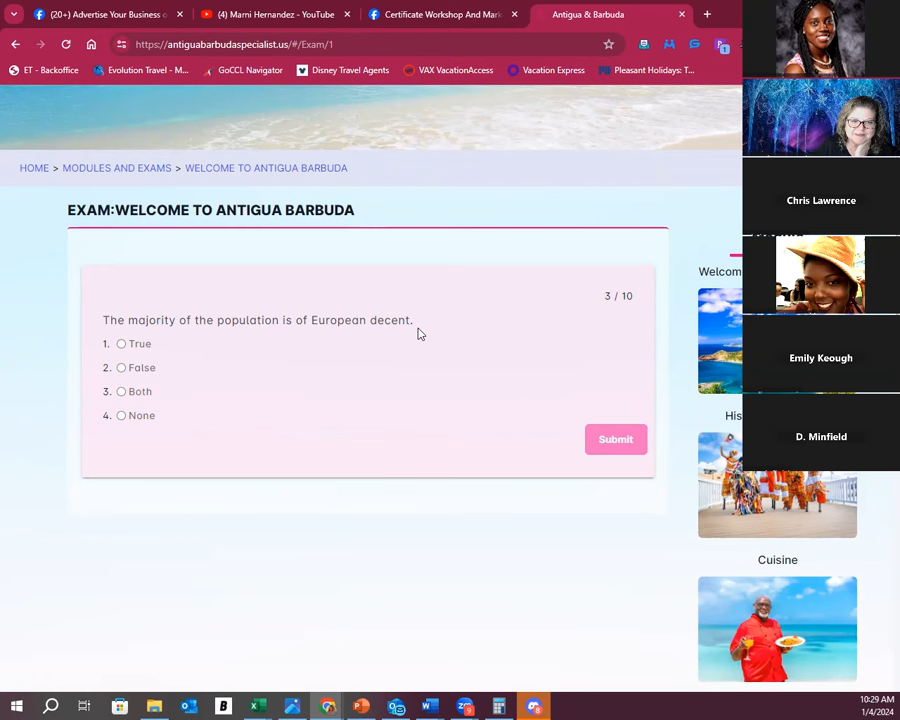 (20+) Advertise Your Business o
(4) Marni Hernandez - YouTube
Certificate Workshop And Mark
Antigua & Barbuda
https://antiguabarbudaspecialist.us/#/Exam/1
ET - Backoffice
Evolution Travel - M...
GoCCL Navigator
Disney Travel Agents
VAX VacationAccess
Vacation Express
Pleasant Holidays: T...
HOME > MODULES AND EXAMS > WELCOME TO ANTIGUA BARBUDA
EXAM:WELCOME TO ANTIGUA BARBUDA
3 / 10
The majority of the population is of European decent.
1. True
2. False
3. Both
4. None
Submit
Welcom
His
Cuisine
Chris Lawrence
Emily Keough
D. Minfield
10:29 AM
1/4/2024